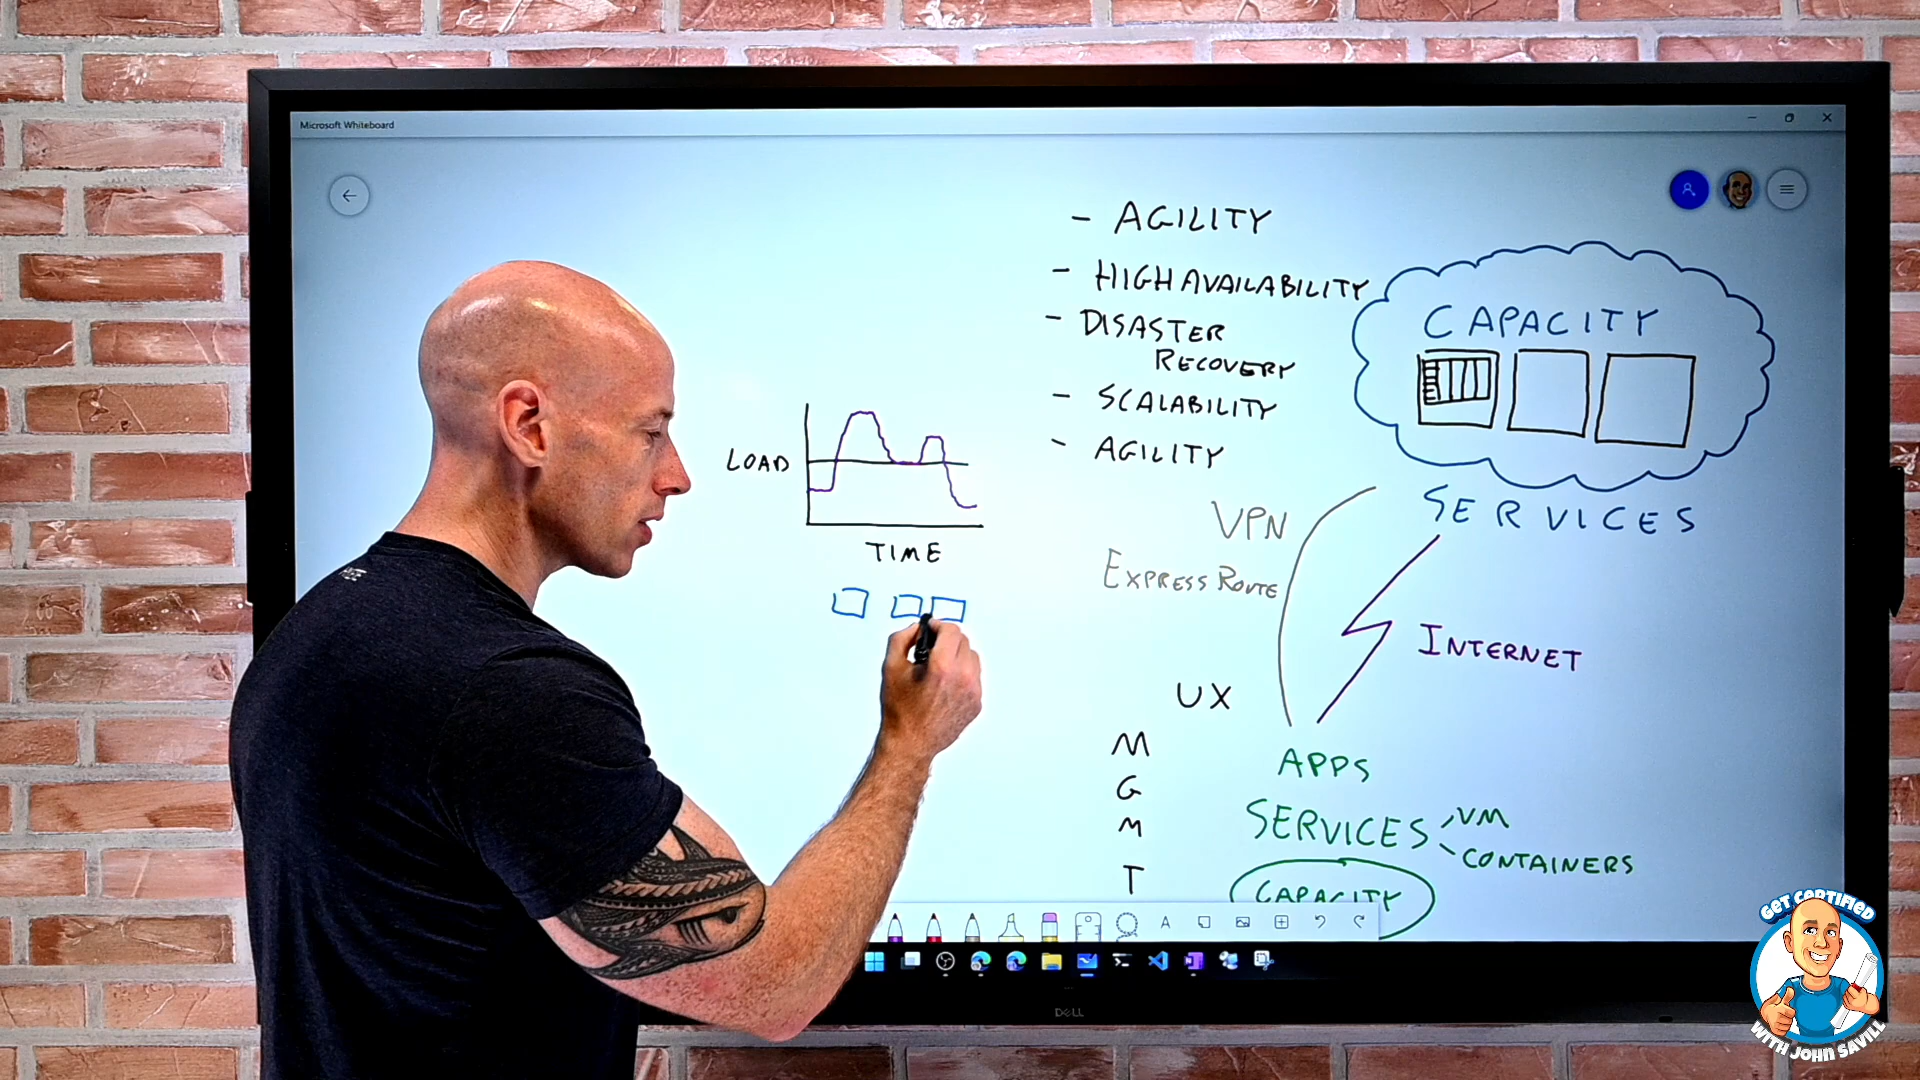 Microsoft Whiteboard
- AGILITY
- HIGH AVAILABILITY
- DISASTER
RECOVERY
- SCALABILITY
- AGILITY
CAPACITY
SERVICES
LOAD
TIME
VPN
EXPRESS ROUTE
INTERNET
UX
M
G
M
T
APPS
SERVICES
VM
CONTAINERS
CAPACITY
A
DELL
GET CERTIFIED
WITH JOHN SAVILL